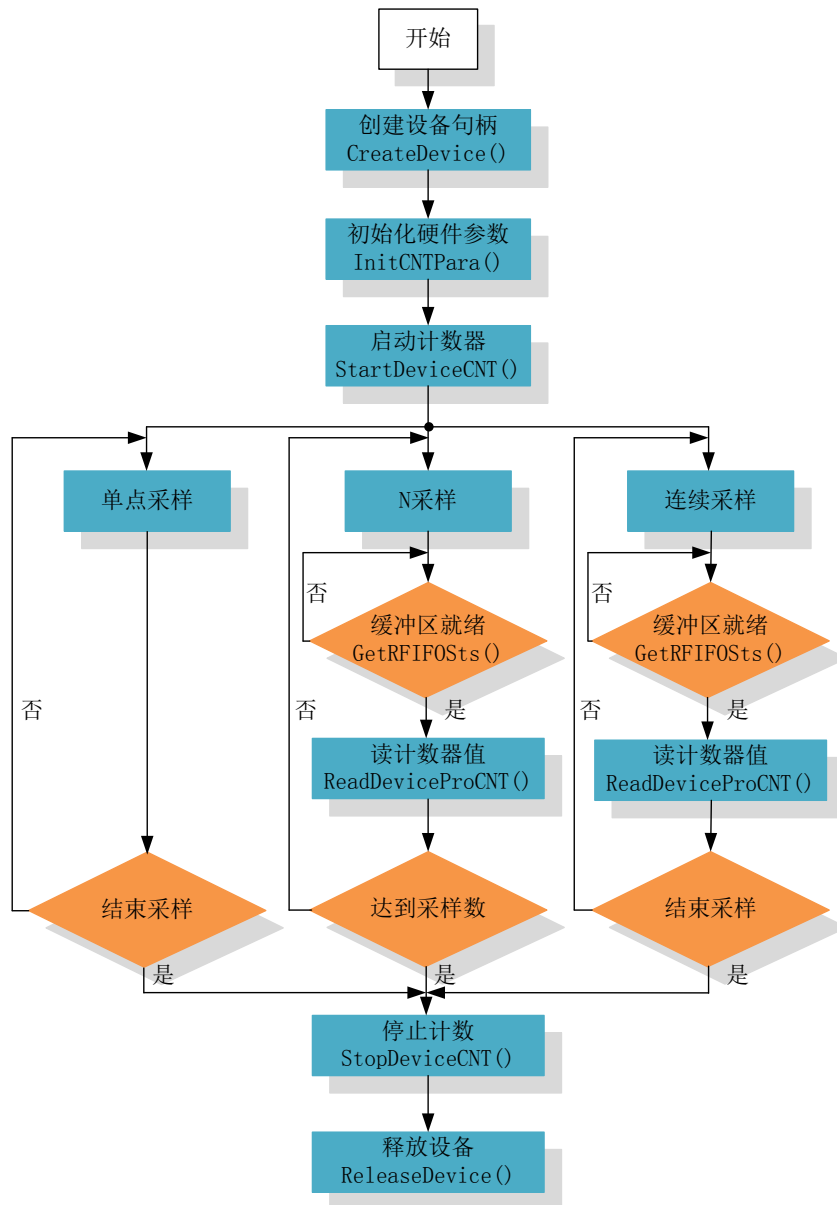 开始
创建设备句柄
CreateDevice()
初始化硬件参数
InitCNTPara()
启动计数器
StartDeviceCNT()
单点采样
N采样
连续采样
否
否
缓冲区就绪
GetRFIFOSts()
缓冲区就绪
GetRFIFOSts()
否
否
是
否
是
读计数器值
ReadDeviceProCNT()
读计数器值
ReadDeviceProCNT()
结束采样
达到采样数
结束采样
是
是
是
停止计数
StopDeviceCNT()
释放设备
ReleaseDevice()